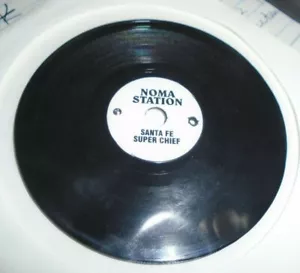 NOMA
STATION
SANTA FE
SUPER CHIEF